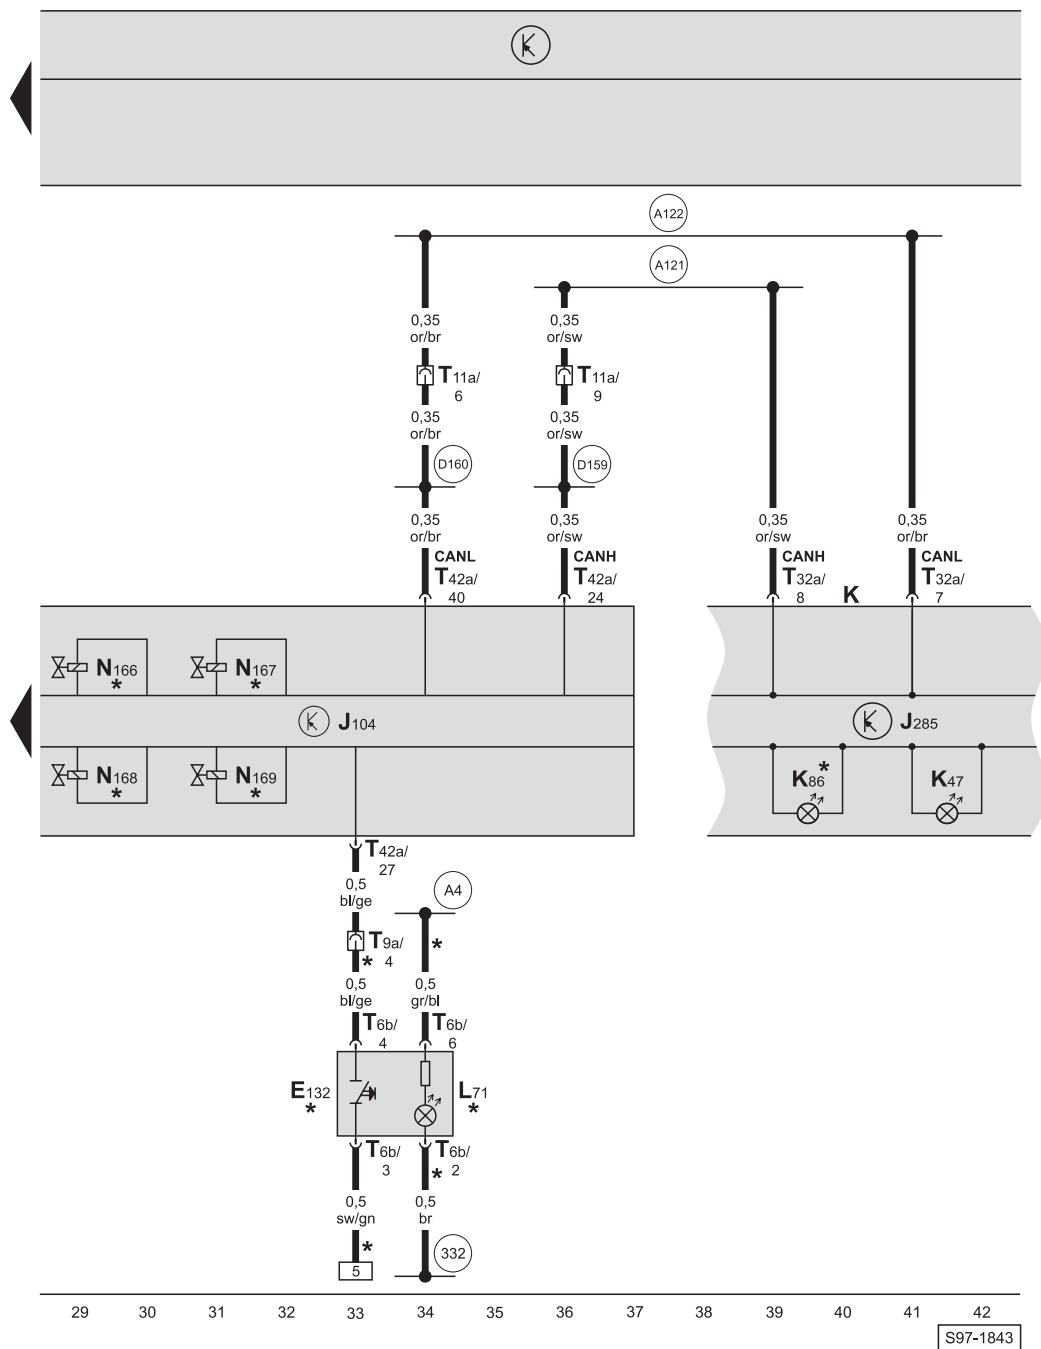 A122
A121
0,35 0,35
or/br or/sw
T11a/ T11a/
6 9
0,35 0,35
or/br or/sw
D160 D159
0,35 0,35 0,35 0,35
or/br or/sw or/sw or/br
CANL CANH CANH CANL
T42a/ T42a/ T32a/ T32a/
40 24 8 K 7
N166 N167
* *
J104 J285
N168 N169 K86 * K47
* *
T42a/
27
0,5 A4
bl/ge
T9a/ *
* 4
0,5 0,5
bl/ge gr/bl
T6b/ T6b/
4 6
E132 L71
* *
T6b/ T6b/
3 * 2
0,5 0,5
sw/gn br
* 332
5
29 30 31 32 33 34 35 36 37 38 39 40 41 42
S97-1843